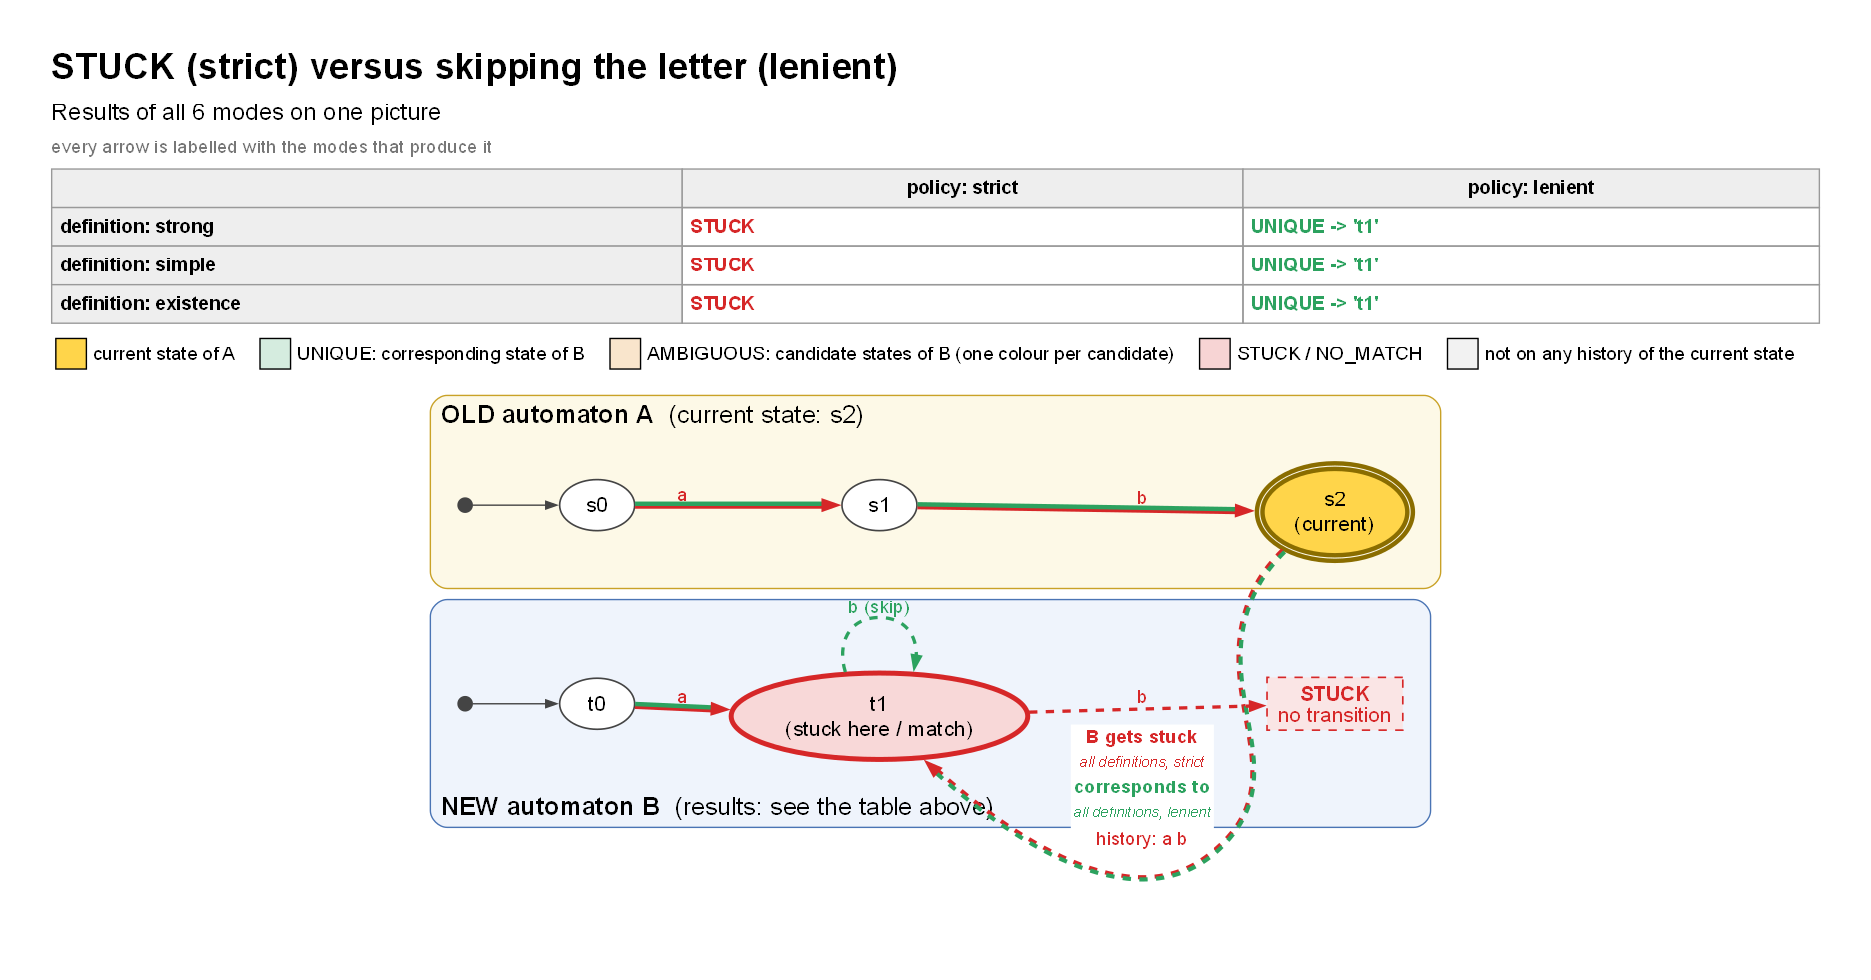 STUCK (strict) versus skipping the letter (lenient)
Results of all 6 modes on one picture
every arrow is labelled with the modes that produce it
policy: strict policy: lenient
definition: strong STUCK UNIQUE -> 't1'
definition: simple STUCK UNIQUE -> 't1'
definition: existence STUCK UNIQUE -> 't1'
current state of A UNIQUE: corresponding state of B AMBIGUOUS: candidate states of B (one colour per candidate) STUCK / NO_MATCH not on any history of the current state
OLD automaton A (current state: s2)
s0
a
s1
b
s2
(current)
b (skip)
t0
a
t1
(stuck here / match)
b
STUCK
no transition
B gets stuck
all definitions, strict
corresponds to
all definitions, lenient
history: a b
NEW automaton B (results: see the table above)